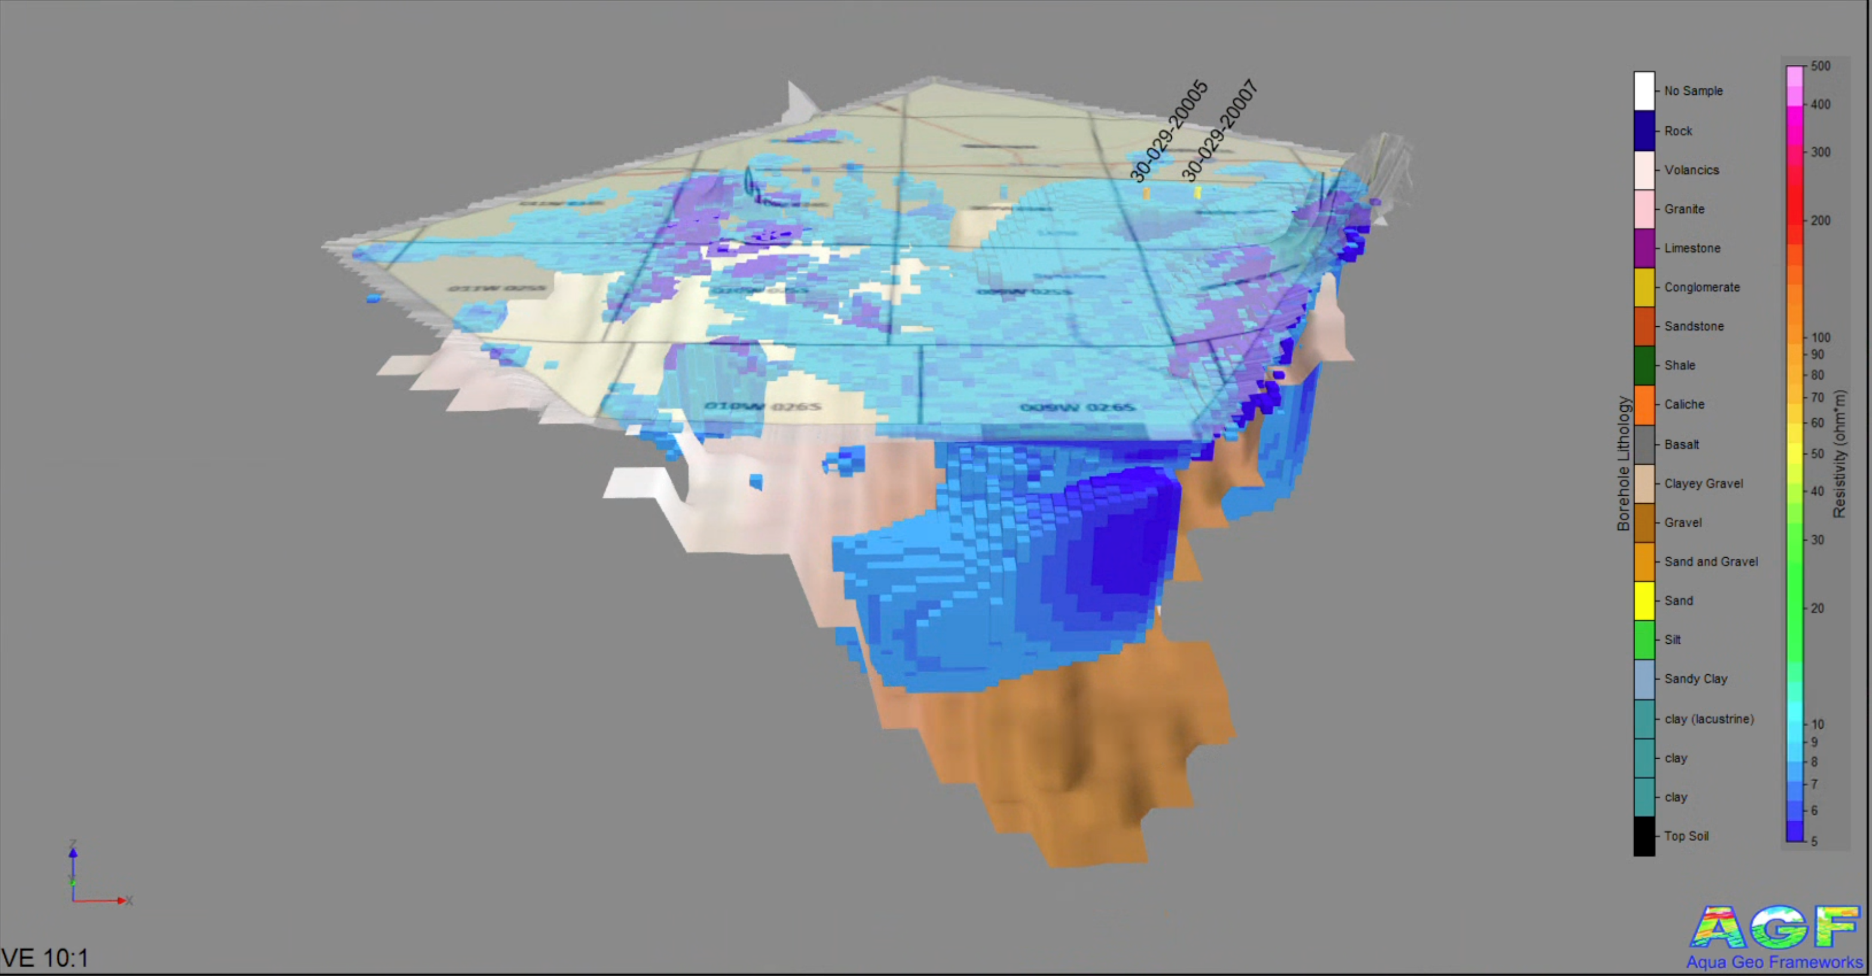 30-029-20005
30-029-20007
010W 026S
009W 026S
Borehole Lithology
No Sample
Rock
Volancics
Granite
Limestone
Conglomerate
Sandstone
Shale
Caliche
Basalt
Clayey Gravel
Gravel
Sand and Gravel
Sand
Silt
Sandy Clay
clay (lacustrine)
clay
clay
Top Soil
500
400
300
200
100
90
80
70
60
50
40
30
20
10
9
8
7
6
5
Resistivity (ohm*m)
Z
X
VE 10:1
AGF
Aqua Geo Frameworks